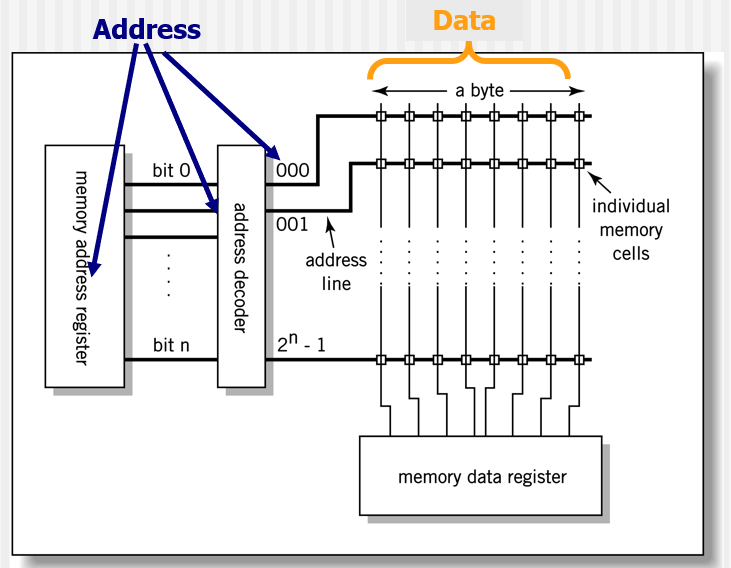 Address
Data
a byte
bit 0
000
001
address
line
individual
memory
cells
memory address register
address decoder
bit n
2ⁿ - 1
memory data register